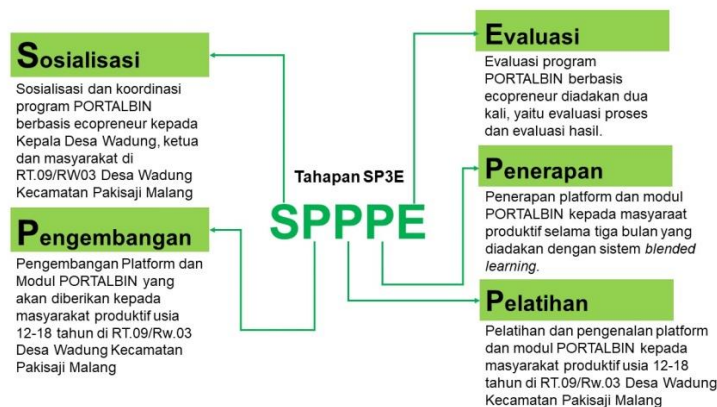 Sosialisasi
Sosialisasi dan koordinasi
program PORTALBIN
berbasis ecopreneur kepada
Kepala Desa Wadung, ketua
dan masyarakat di
RT.09/RW03 Desa Wadung
Kecamatan Pakisaji Malang
Pengembangan
Pengembangan Platform dan
Modul PORTALBIN yang
akan diberikan kepada
masyarakat produktif usia
12-18 tahun di RT.09/Rw.03
Desa Wadung Kecamatan
Pakisaji Malang
Tahapan SP3E
SPPPE
Evaluasi
Evaluasi program
PORTALBIN berbasis
ecopreneur diadakan dua
kali, yaitu evaluasi proses
dan evaluasi hasil.
Penerapan
Penerapan platform dan modul
PORTALBIN kepada masyaraat
produktif selama tiga bulan yang
diadakan dengan sistem blended
learning.
Pelatihan
Pelatihan dan pengenalan platform
dan modul PORTALBIN kepada
masyarakat produktif usia 12-18
tahun di RT.09/Rw.03 Desa Wadung
Kecamatan Pakisaji Malang